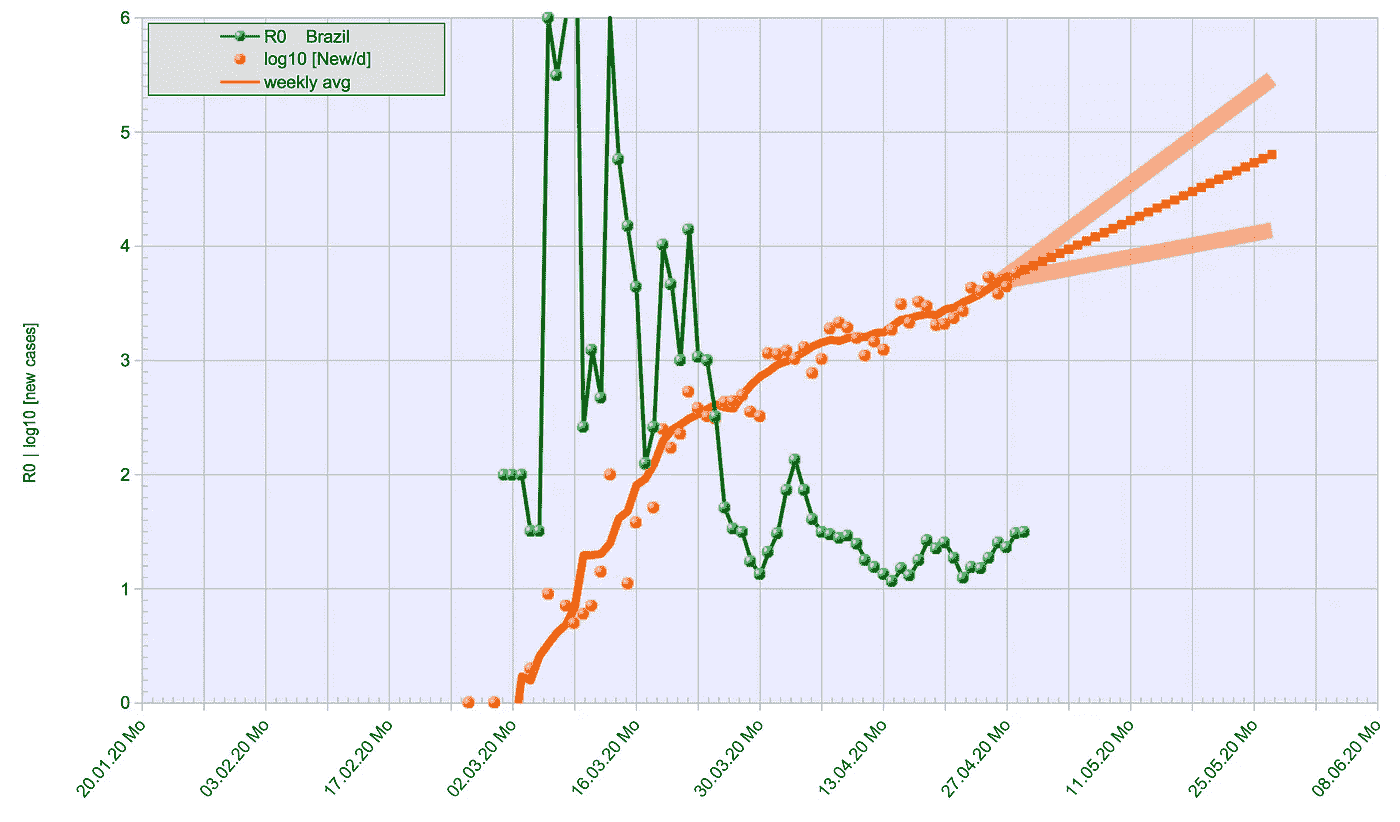 6
R0 Brazil
log10 [New/d]
weekly avg
5
4
3
2
1
0
R0 | log10 [new cases]
20.01.20 Mo
03.02.20 Mo
17.02.20 Mo
02.03.20 Mo
16.03.20 Mo
30.03.20 Mo
13.04.20 Mo
27.04.20 Mo
11.05.20 Mo
25.05.20 Mo
08.06.20 Mo